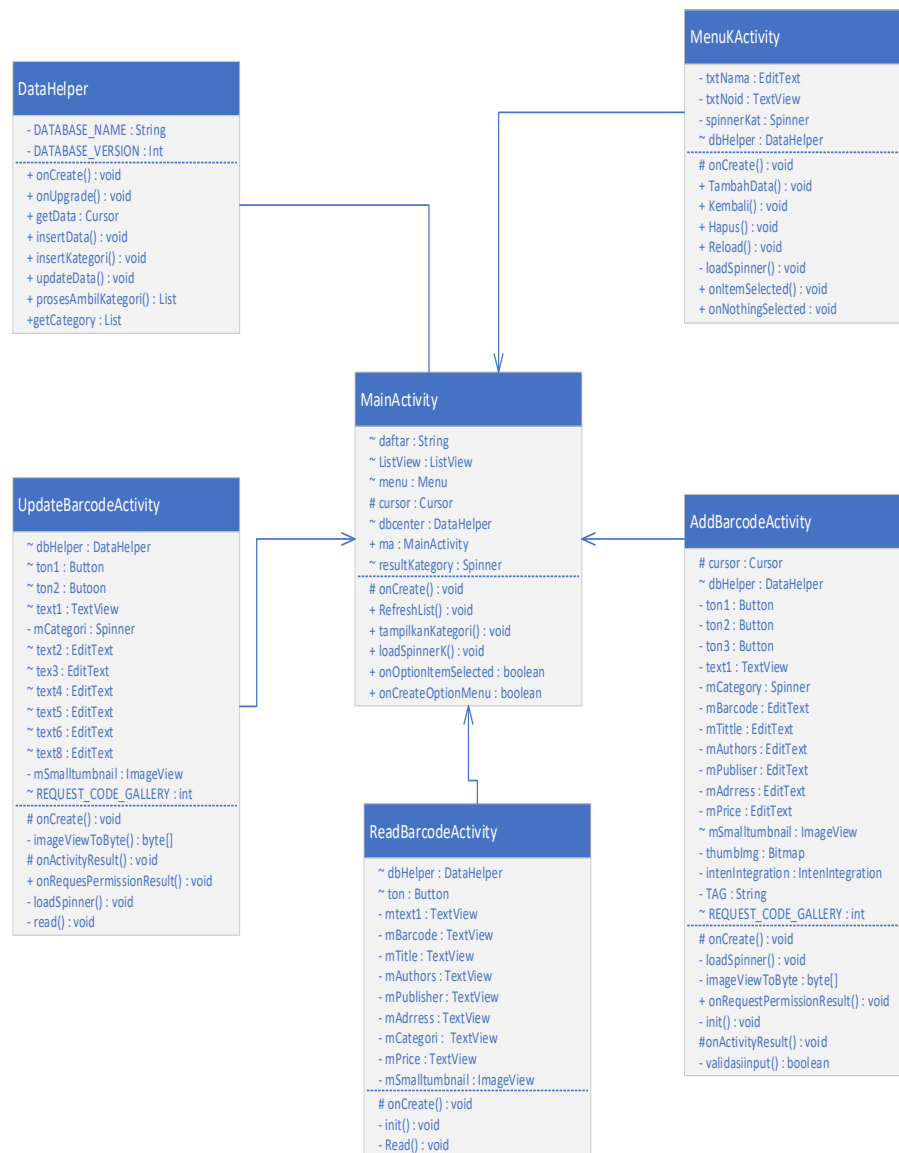 MenuKActivity
- txtNama : EditText
- txtNoid : TextView
- spinnerKat : Spinner
~ dbHelper : DataHelper
# onCreate() : void
+ TambahData() : void
+ Kembali() : void
+ Hapus() : void
+ Reload() : void
- loadSpinner() : void
+ onItemSelected() : void
+ onNothingSelected : void
DataHelper
- DATABASE_NAME : String
- DATABASE_VERSION : Int
+ onCreate() : void
+ onUpgrade() : void
+ getData : Cursor
+ insertData() : void
+ insertKategori() : void
+ updateData() : void
+ prosesAmbilKategori() : List
+getCategory : List
MainActivity
~ daftar : String
~ ListView : ListView
~ menu : Menu
# cursor : Cursor
~ dbcenter : DataHelper
+ ma : MainActivity
~ resultKategory : Spinner
# onCreate() : void
+ RefreshList() : void
+ tampilkanKategori() : void
+ loadSpinnerK() : void
+ onOptionItemSelected : boolean
+ onCreateOptionMenu : boolean
UpdateBarcodeActivity
~ dbHelper : DataHelper
~ ton1 : Button
~ ton2 : Butoon
~ text1 : TextView
- mCategori : Spinner
~ text2 : EditText
~ tex3 : EditText
~ text4 : EditText
~ text5 : EditText
~ text6 : EditText
~ text8 : EditText
- mSmalltumbnail : ImageView
~ REQUEST_CODE_GALLERY : int
# onCreate() : void
- imageViewToByte() : byte[]
# onActivityResult() : void
+ onRequesPermissionResult() : void
- loadSpinner() : void
- read() : void
AddBarcodeActivity
# cursor : Cursor
~ dbHelper : DataHelper
- ton1 : Button
- ton2 : Button
- ton3 : Button
- text1 : TextView
- mCategory : Spinner
- mBarcode : EditText
- mTittle : EditText
- mAuthors : EditText
- mPubliser : EditText
- mAdrress : EditText
- mPrice : EditText
~ mSmalltumbnail : ImageView
- thumbImg : Bitmap
- intenIntegration : IntenIntegration
- TAG : String
~ REQUEST_CODE_GALLERY : int
# onCreate() : void
- loadSpinner() : void
- imageViewToByte : byte[]
+ onRequestPermissionResult() : void
- init() : void
#onActivityResult() : void
- validasiinput() : boolean
ReadBarcodeActivity
~ dbHelper : DataHelper
~ ton : Button
- mtext1 : TextView
- mBarcode : TextView
- mTitle : TextView
- mAuthors : TextView
- mPublisher : TextView
- mAdrress : TextView
- mCategori : TextView
- mPrice : TextView
- mSmalltumbnail : ImageView
# onCreate() : void
- init() : void
- Read() : void